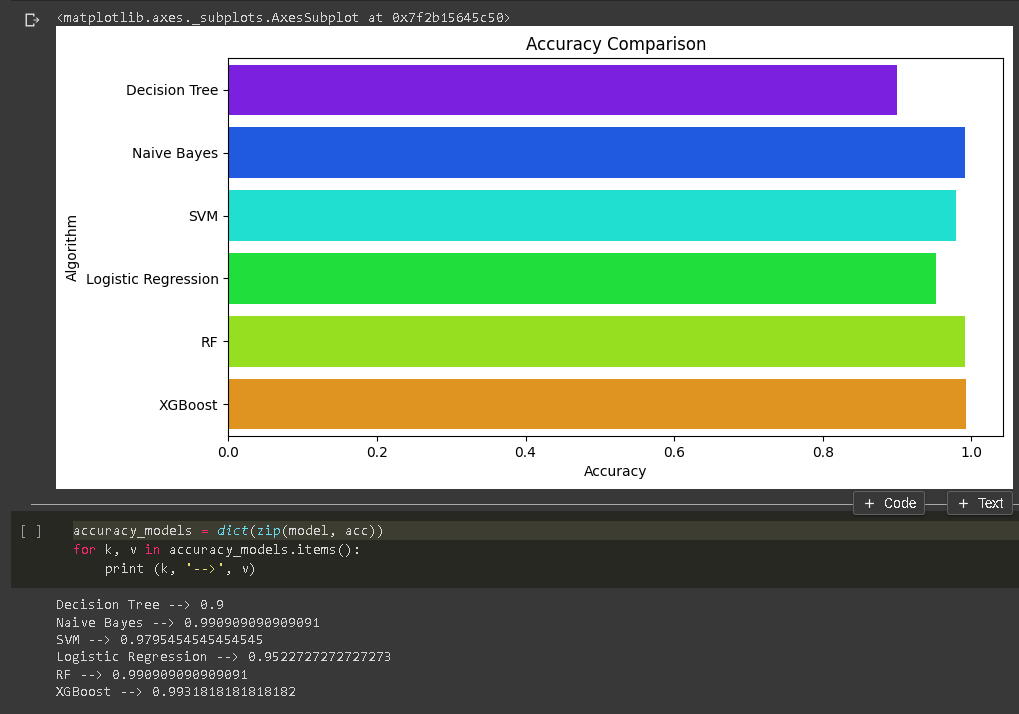 <matplotlib.axes._subplots.AxesSubplot at 0x7f2b15645c50>
Accuracy Comparison
Decision Tree
Naive Bayes
SVM
Logistic Regression
RF
XGBoost
Algorithm
0.0 0.2 0.4 0.6 0.8 1.0
Accuracy
+ Code + Text
[ ] accuracy_models = dict(zip(model, acc))
for k, v in accuracy_models.items():
print (k, '-->', v)
Decision Tree --> 0.9
Naive Bayes --> 0.990909090909091
SVM --> 0.9795454545454545
Logistic Regression --> 0.9522727272727273
RF --> 0.990909090909091
XGBoost --> 0.9931818181818182